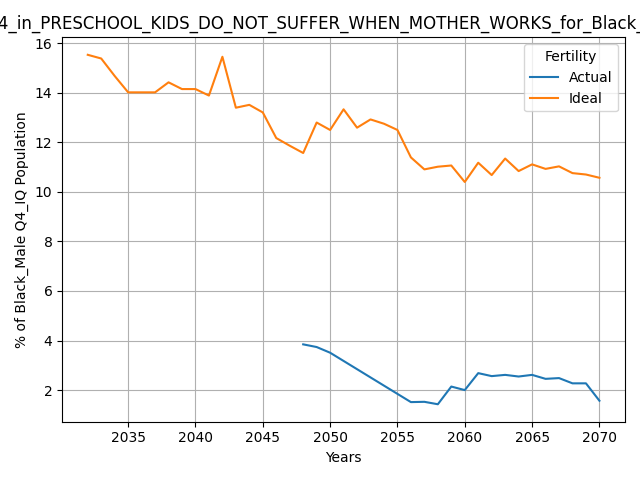 4_in_PRESCHOOL_KIDS_DO_NOT_SUFFER_WHEN_MOTHER_WORKS_for_Black_
16
14
12
10
8
6
4
2
% of Black_Male Q4_IQ Population
Fertility
Actual
Ideal
2035 2040 2045 2050 2055 2060 2065 2070
Years